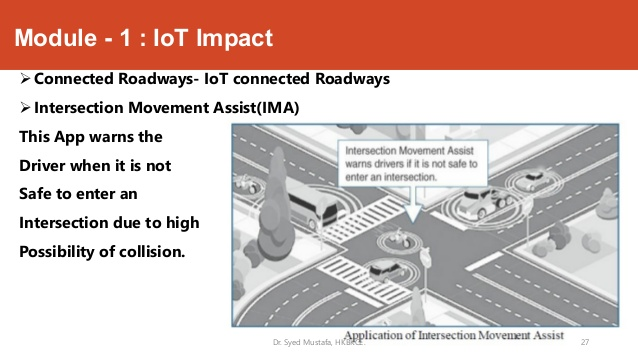 Module - 1 : IoT Impact
➢Connected Roadways- IoT connected Roadways
➢Intersection Movement Assist(IMA)
This App warns the
Driver when it is not
Safe to enter an
Intersection due to high
Possibility of collision.
Intersection Movement Assist
warns drivers if it is not safe to
enter an intersection.
Application of Intersection Movement Assist
Dr. Syed Mustafa,
27